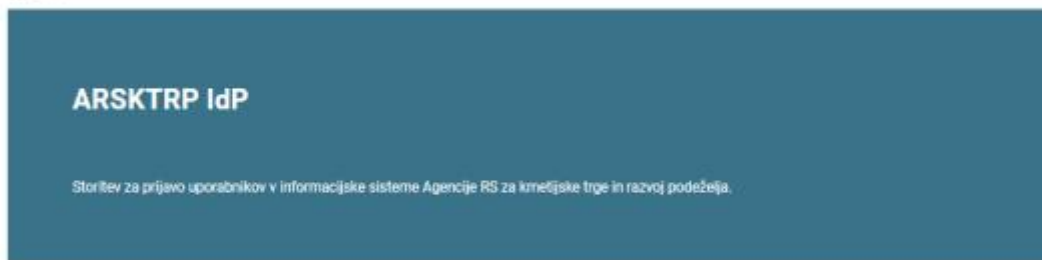 ARSKTRP IdP
Storitev za prijavo uporabnikov v informacijske sisteme Agencije RS za kmetijske trge in razvoj podeželja.